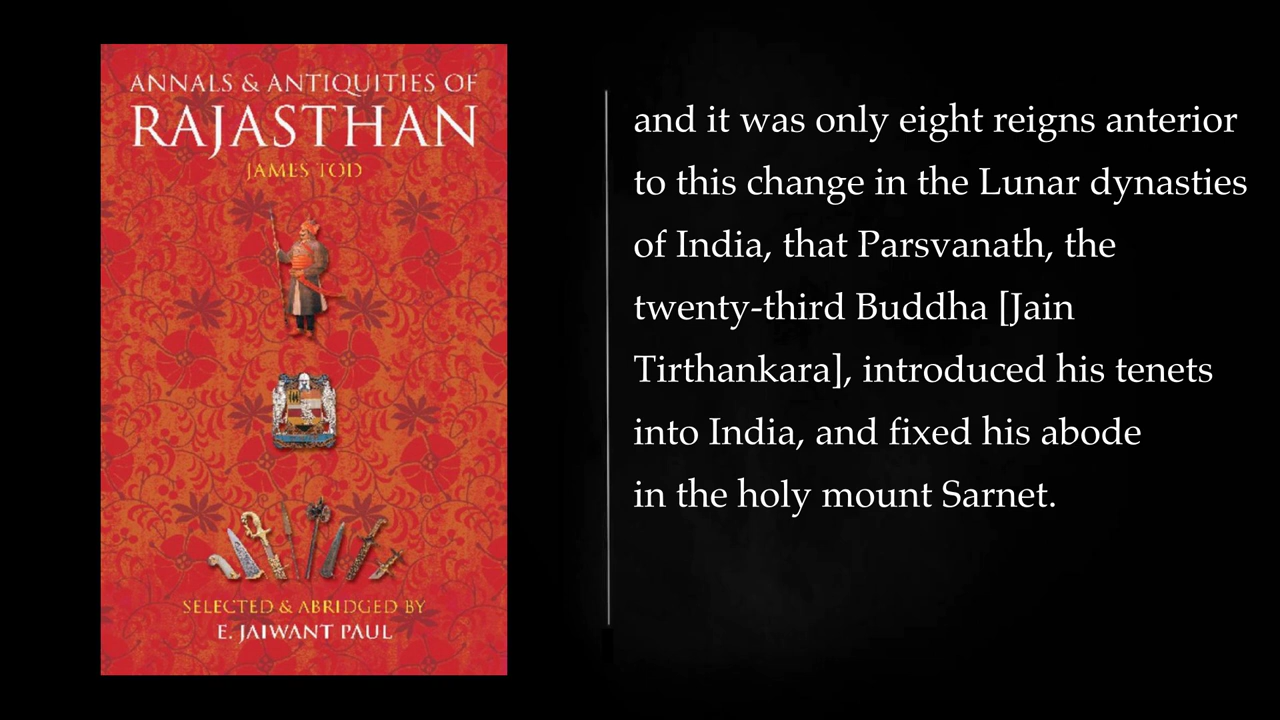 ANNALS & ANTIQUITIES OF
RAJASTHAN
JAMES TOD
SELECTED & ABRIDGED BY
E. JAIWANT PAUL
and it was only eight reigns anterior
to this change in the Lunar dynasties
of India, that Parsvanath, the
twenty-third Buddha [Jain
Tirthankara], introduced his tenets
into India, and fixed his abode
in the holy mount Sarnet.